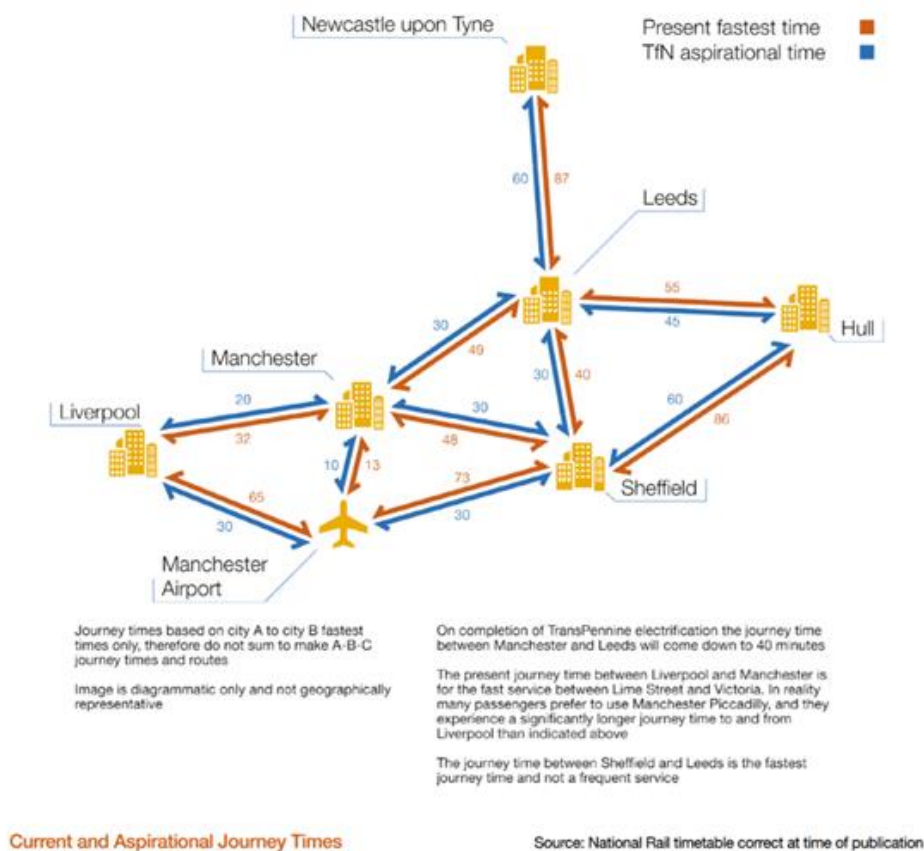 Newcastle upon Tyne
Present fastest time
TfN aspirational time
60
87
Leeds
55
45
Hull
30
49
Manchester
30
40
20
32
Liverpool
30
48
60
86
10
13
73
30
Sheffield
65
30
Manchester
Airport
Journey times based on city A to city B fastest
times only, therefore do not sum to make A-B-C
journey times and routes
Image is diagrammatic only and not geographically
representative
On completion of TransPennine electrification the journey time
between Manchester and Leeds will come down to 40 minutes
The present journey time between Liverpool and Manchester is
for the fast service between Lime Street and Victoria. In reality
many passengers prefer to use Manchester Piccadilly, and they
experience a significantly longer journey time to and from
Liverpool than indicated above
The journey time between Sheffield and Leeds is the fastest
journey time and not a frequent service
Current and Aspirational Journey Times
Source: National Rail timetable correct at time of publication